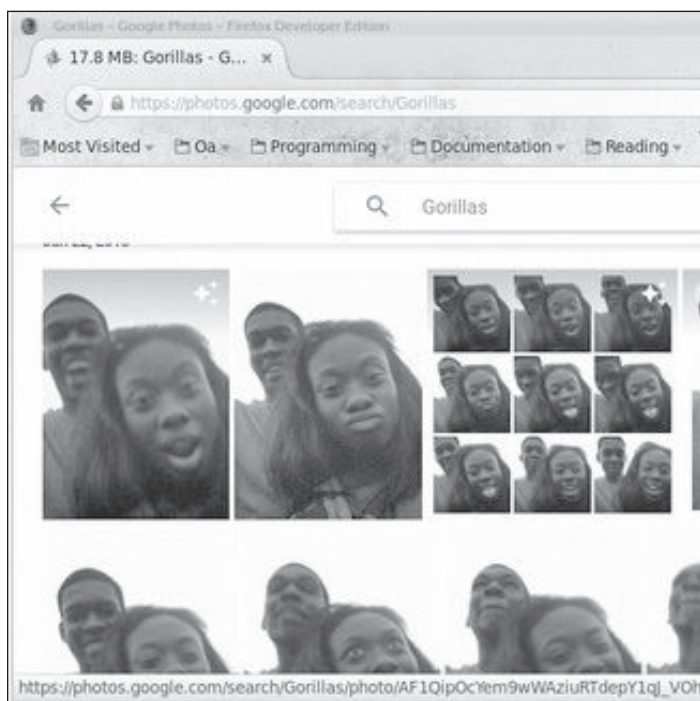 Gorillas - Google Photos - Firefox Developer Edition
17.8 MB: Gorillas - G... ×
https://photos.google.com/search/Gorillas
Most Visited Oa Programming Documentation Reading
Gorillas
https://photos.google.com/search/Gorillas/photo/AF1QipOcYem9wWAziuRTdepY1qJ_VOh